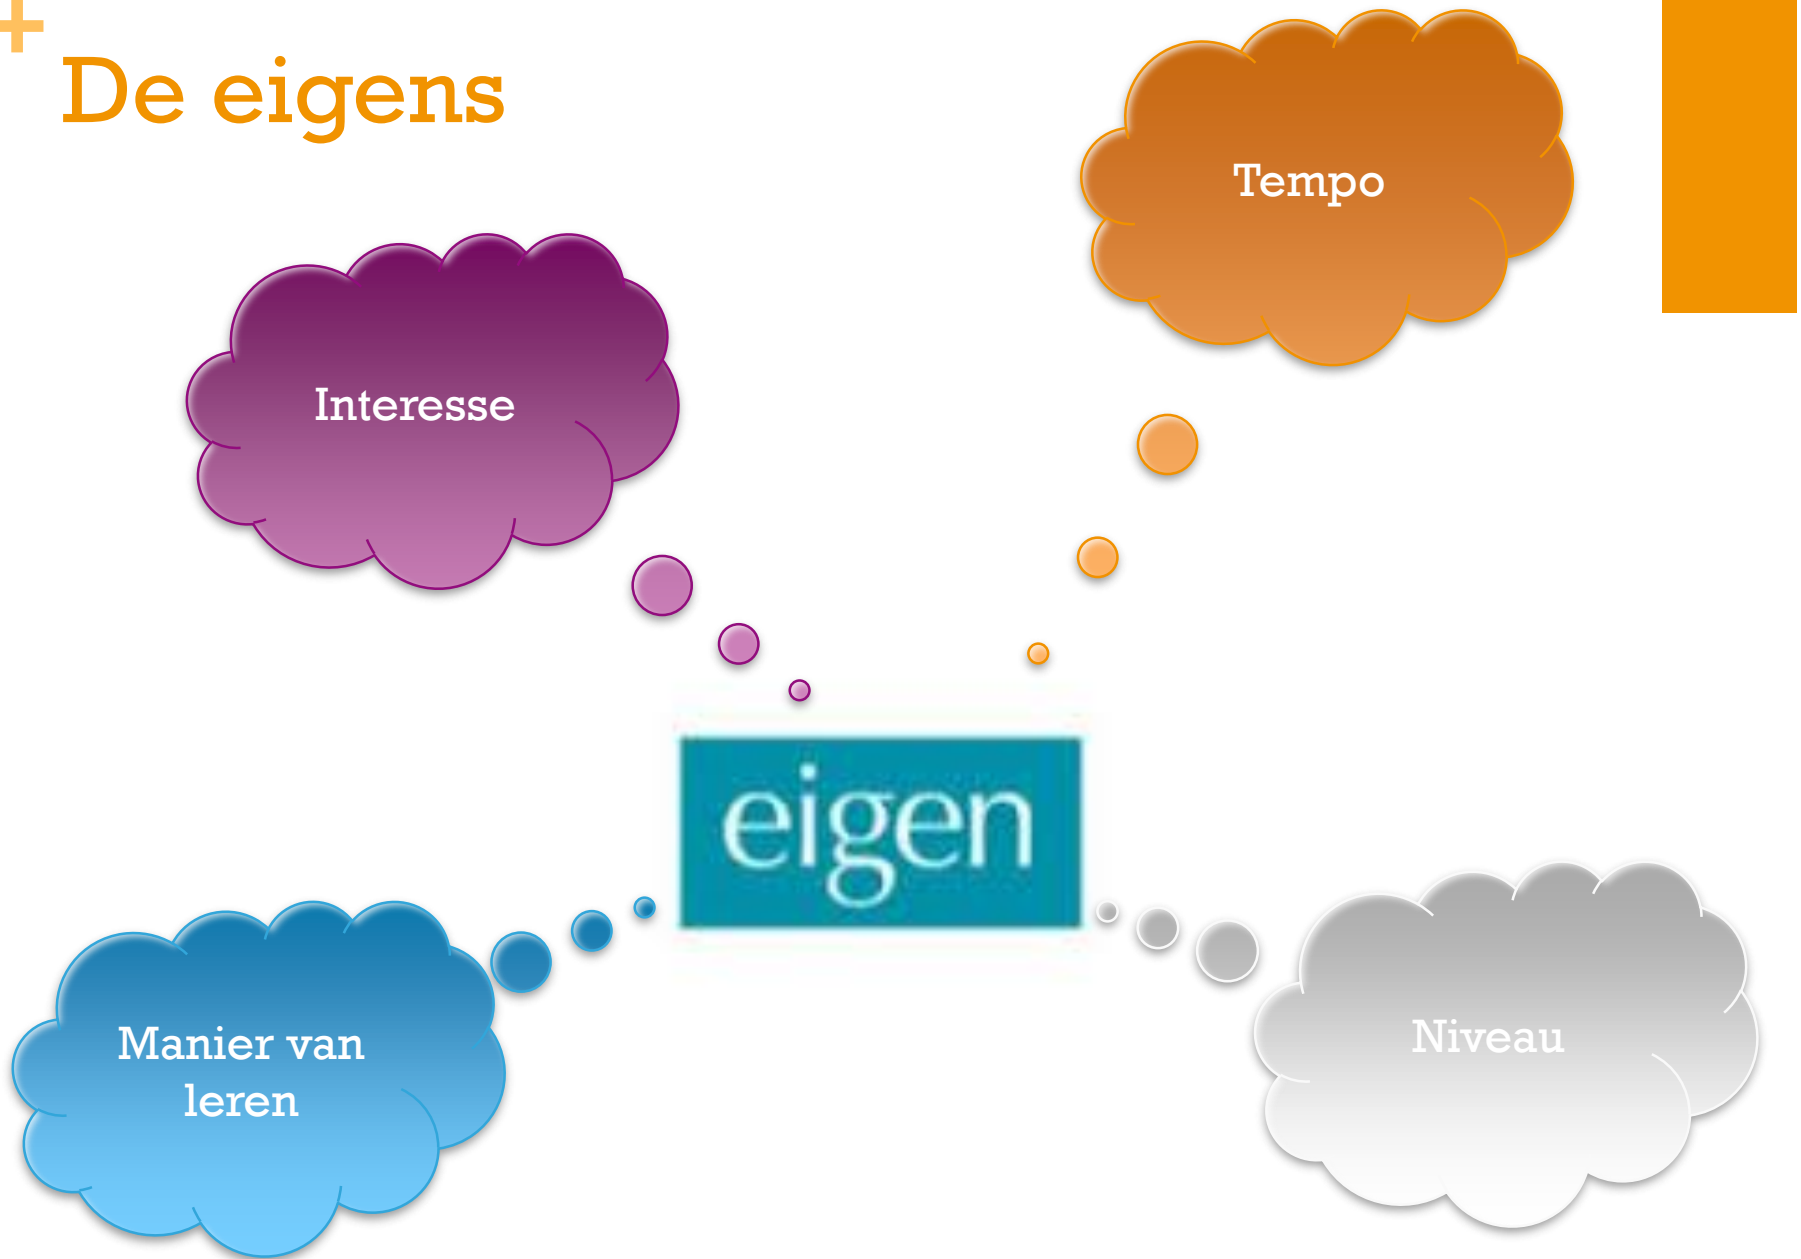 +
De eigens
Tempo
Interesse
eigen
Manier van
leren
Niveau